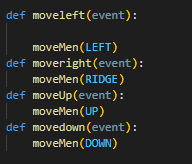 def moveleft(event):
moveMen(LEFT)
def moveright(event):
moveMen(RIDGE)
def moveUp(event):
moveMen(UP)
def movedown(event):
moveMen(DOWN)